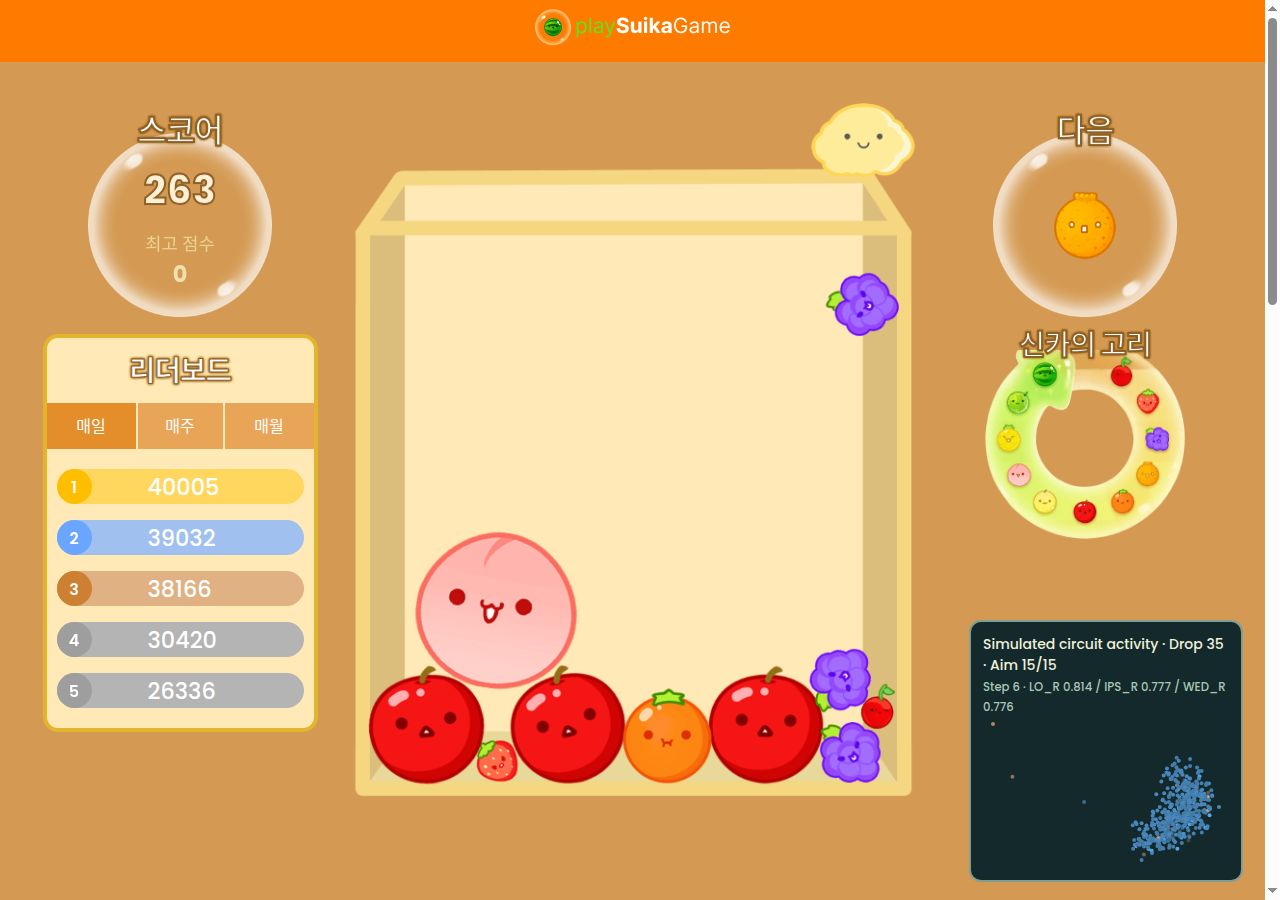 playSuikaGame
스코어
263
최고 점수
0
다음
신카의 고리
리더보드
매일 매주 매월
1 40005
2 39032
3 38166
4 30420
5 26336
Simulated circuit activity · Drop 35
· Aim 15/15
Step 6 · LO_R 0.814 / IPS_R 0.777 / WED_R
0.776